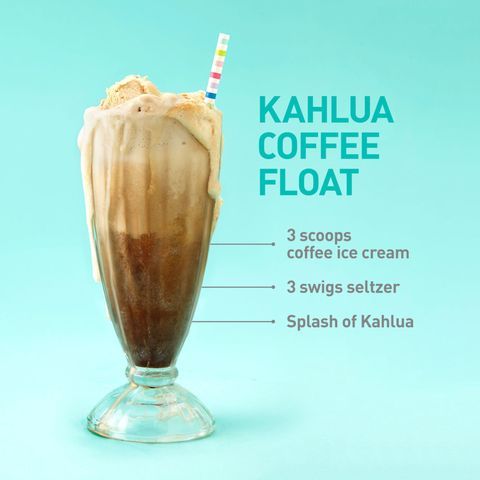 KAHLUA
COFFEE
FLOAT
3 scoops
coffee ice cream
3 swigs seltzer
Splash of Kahlua